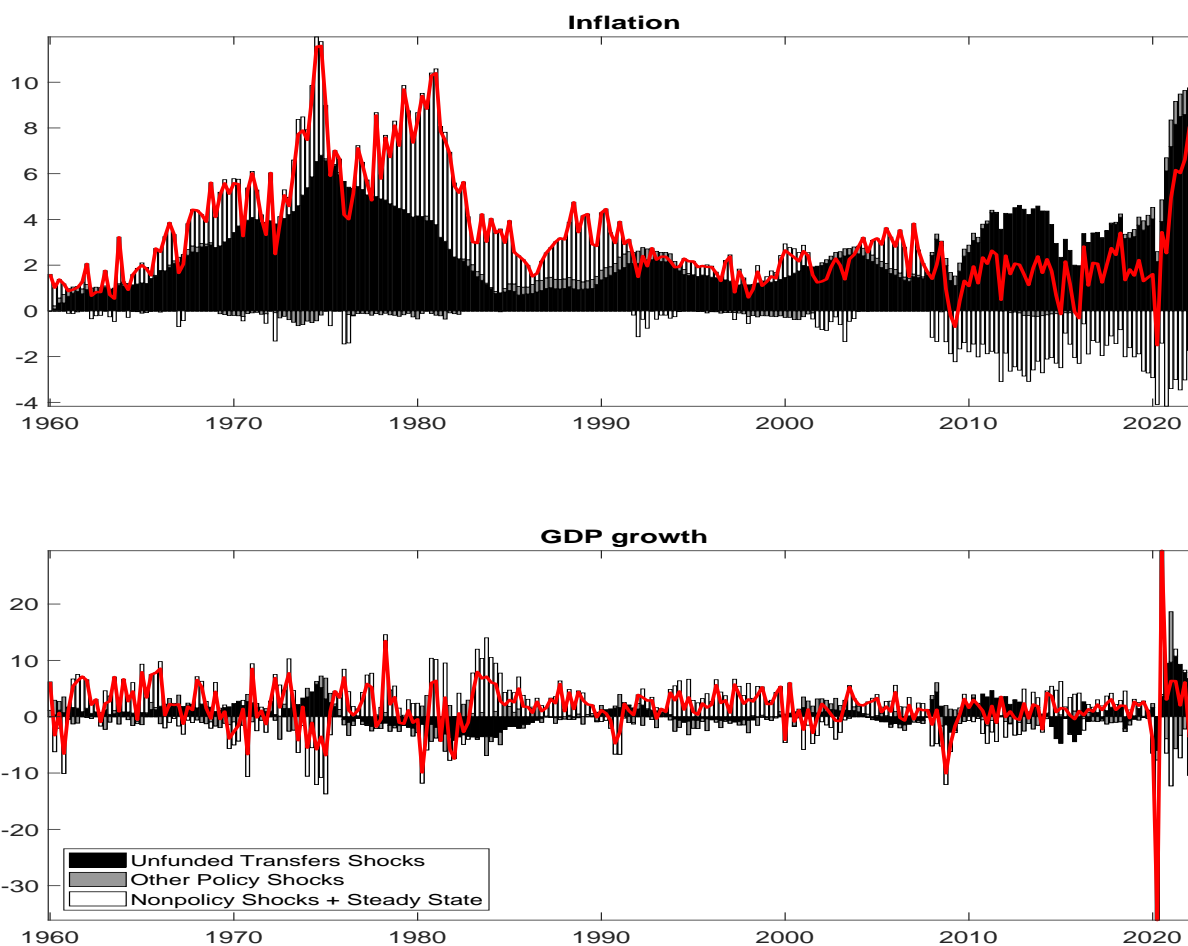 Inflation
10
8
6
4
2
0
-2
-4
1960 1970 1980 1990 2000 2010 2020
GDP growth
20
10
0
-10
-20
-30
Unfunded Transfers Shocks
Other Policy Shocks
Nonpolicy Shocks + Steady State
1960 1970 1980 1990 2000 2010 2020